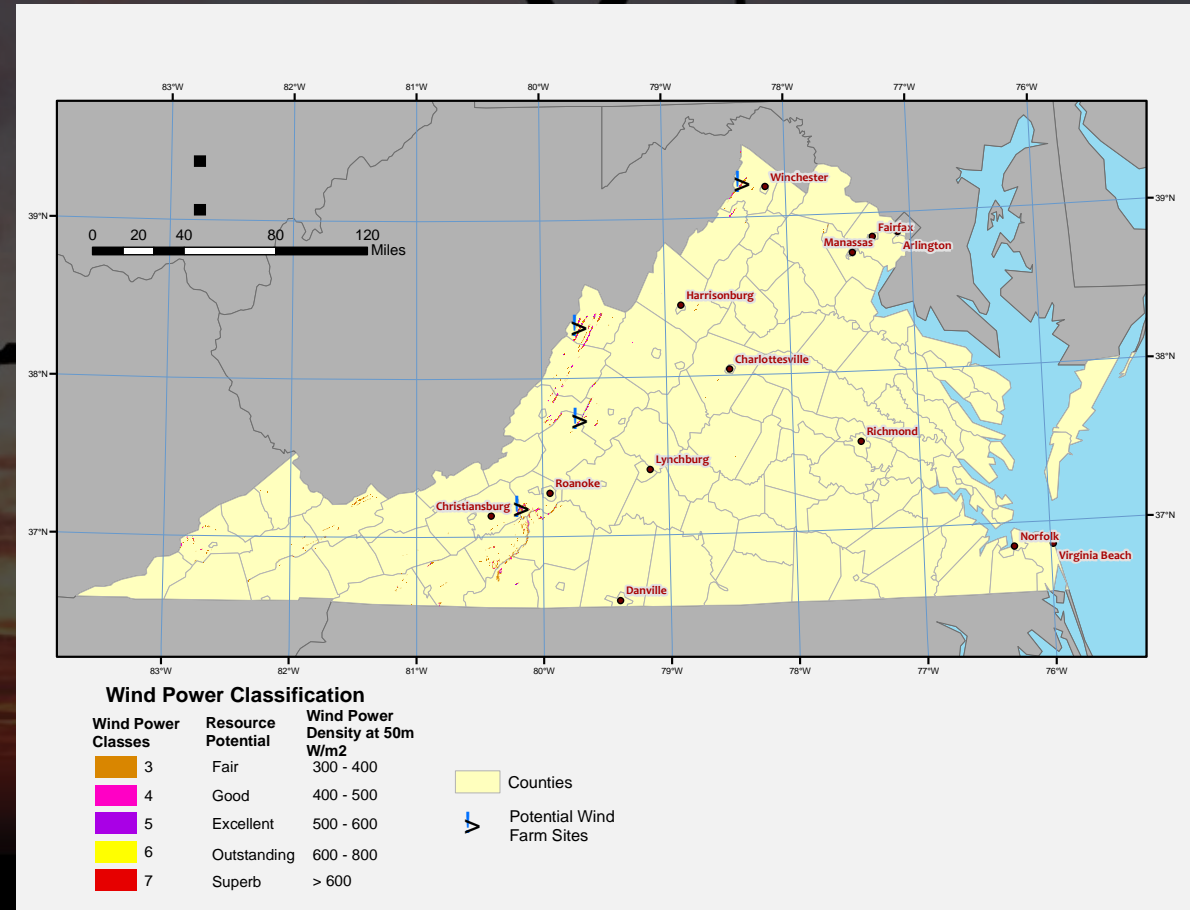 83°W 82°W 81°W 80°W 79°W 78°W 77°W 76°W
Winchester
39°N 39°N
Fairfax
0 20 40 80 120
Manassas Arlington
Miles
Harrisonburg
38°N 38°N
Charlottesville
Richmond
Lynchburg
Roanoke
Christiansburg
37°N 37°N
Norfolk
Virginia Beach
Danville
83°W 82°W 81°W 80°W 79°W 78°W 77°W 76°W
Wind Power Classification
Wind Power
Classes
Resource
Potential
Wind Power
Density at 50m
W/m2
3 Fair 300 - 400
4 Good 400 - 500
5 Excellent 500 - 600
6 Outstanding 600 - 800
7 Superb > 600
Counties
Potential Wind
Farm Sites